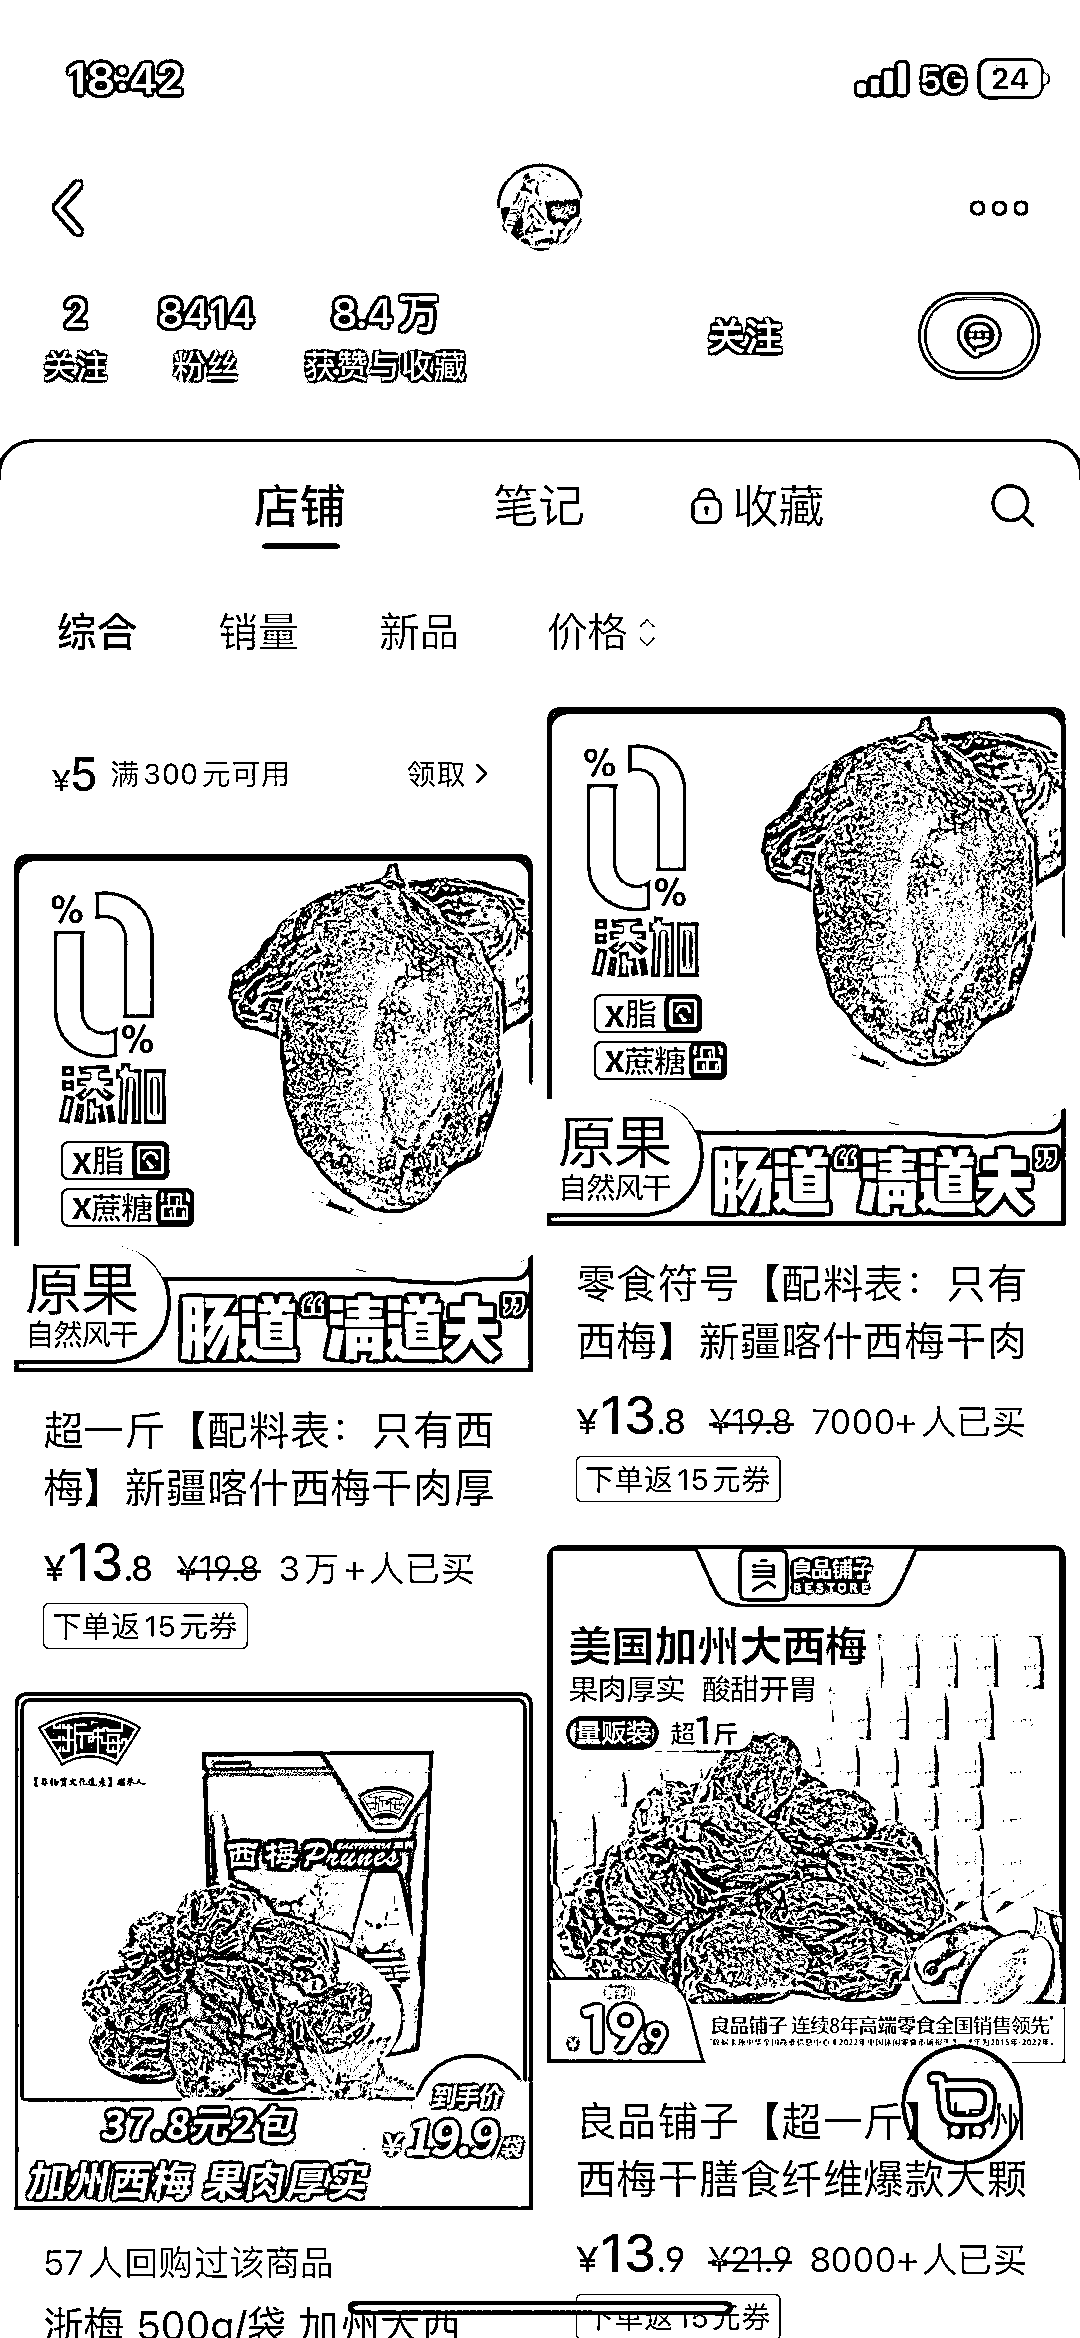 18:42
5G 24
2 8414 8.4万
关注 粉丝 获赞与收藏
关注
店铺 笔记 收藏
综合 销量 新品 价格
¥5 满300元可用 领取
%
%
添加
X脂
X蔗糖
原果
自然风干
肠道“清道夫”
超一斤【配料表：只有西
梅】新疆喀什西梅干肉厚
¥13.8 ¥19.8 3万+人已买
下单返15元券
浙梅
西梅 Prunes
到手价
37.8元2包
¥19.9/袋
加州西梅 果肉厚实
57人回购过该商品
浙梅 500g/袋 加州大西
%
%
添加
X脂
X蔗糖
原果
自然风干
肠道“清道夫”
零食符号【配料表：只有
西梅】新疆喀什西梅干肉
¥13.8 ¥19.8 7000+人已买
下单返15元券
良品铺子
BESTORE
美国加州大西梅
果肉厚实 酸甜开胃
量贩装 超1斤
¥19.9
良品铺子 连续8年高端零食全国销售领先*
良品铺子【超一斤】 州
西梅干膳食纤维爆款大颗
¥13.9 ¥21.9 8000+人已买
下单返15元券